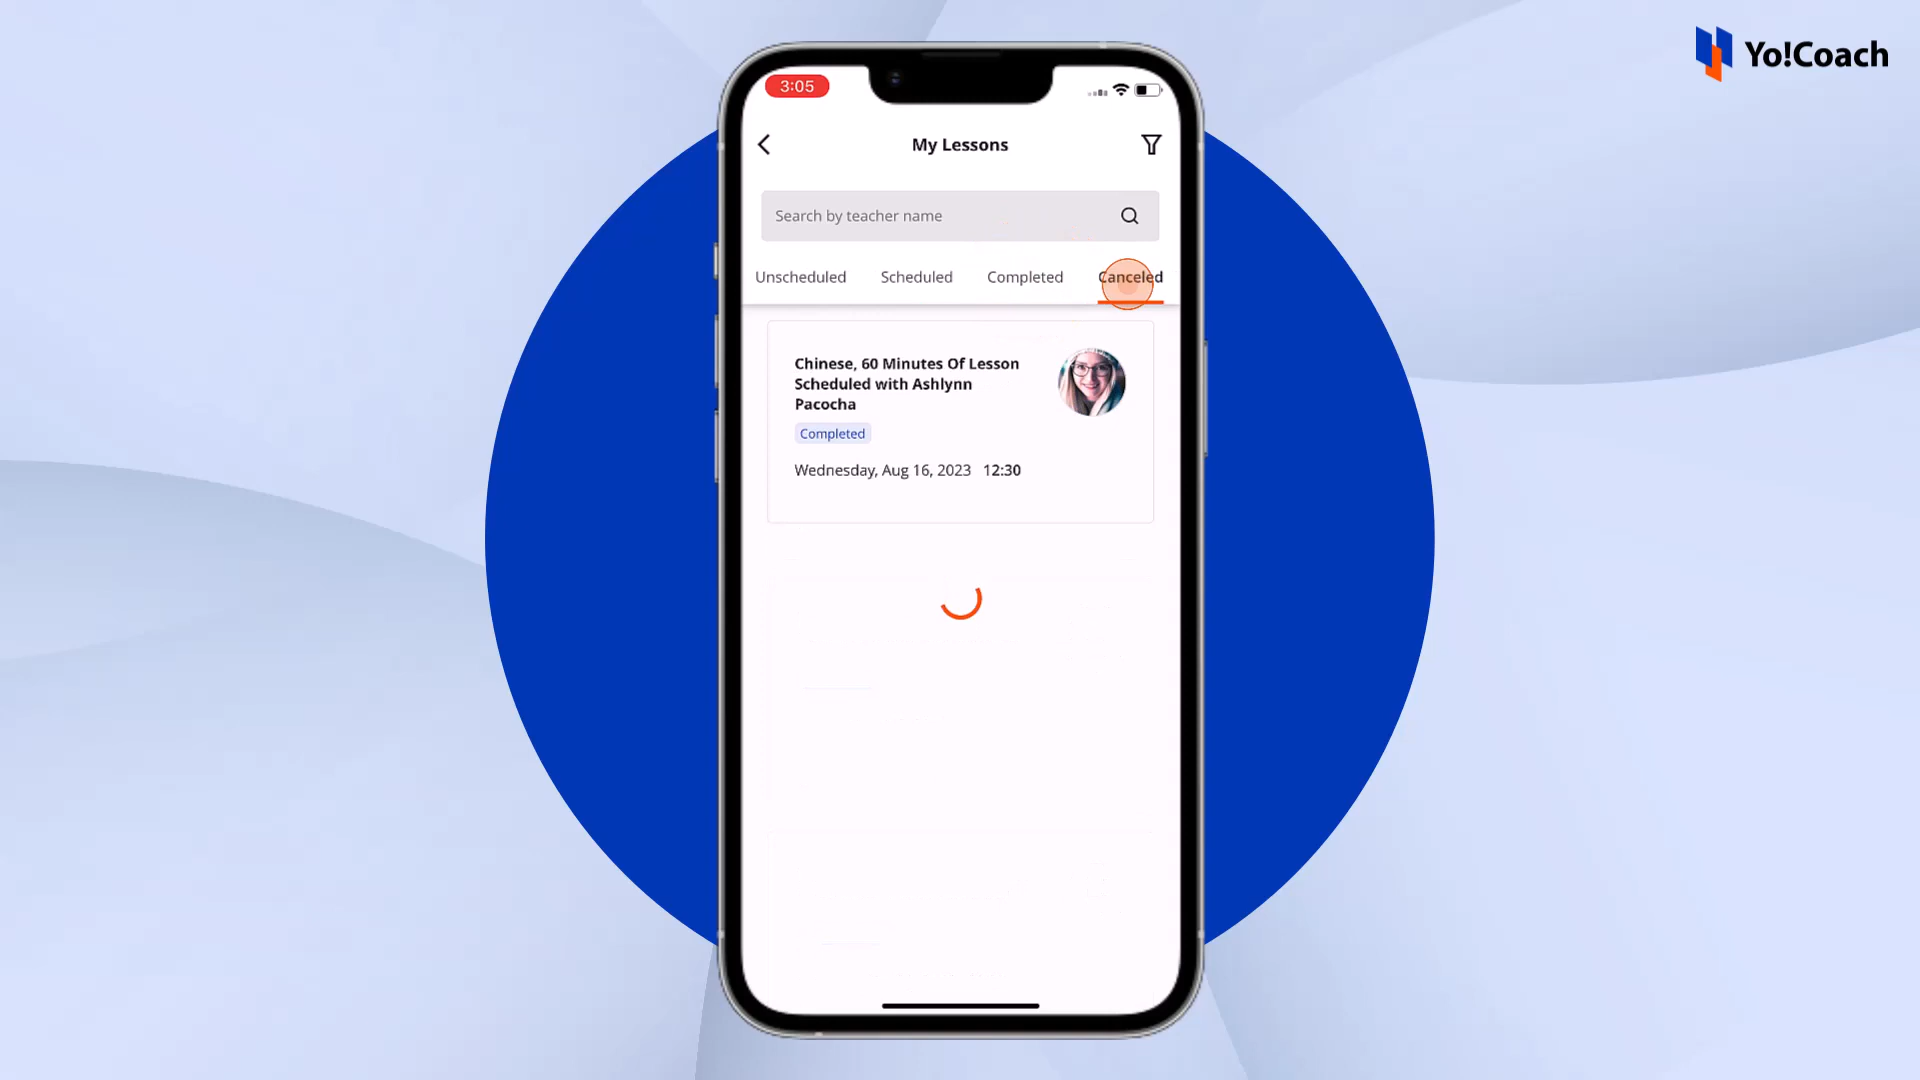 Yo!Coach
3:05
My Lessons
Search by teacher name
Unscheduled Scheduled Completed Canceled
Chinese, 60 Minutes Of Lesson
Scheduled with Ashlynn
Pacocha
Completed
Wednesday, Aug 16, 2023 12:30